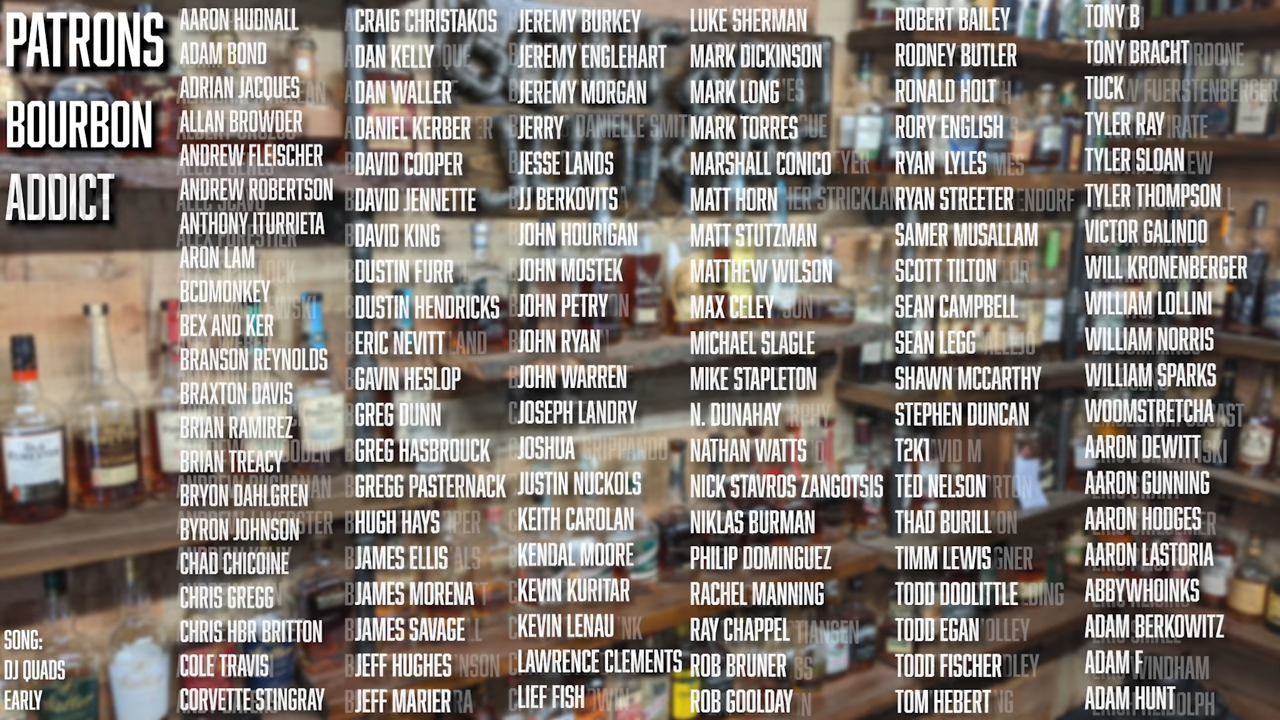 PATRONS
BOURBON
ADDICT
SONG:
DJ QUADS
EARLY
AARON HUDNALL
ADAM BOND
ADRIAN JACQUES
ALLAN BROWDER
ANDREW FLEISCHER
ANDREW ROBERTSON
ANTHONY ITURRIETA
ARON LAM
BCDMONKEY
BEX AND KER
BRANSON REYNOLDS
BRAXTON DAVIS
BRIAN RAMIREZ
BRIAN TREACY
BRYON DAHLGREN
BYRON JOHNSON
CHAD CHICOINE
CHRIS GREGG
CHRIS HBR BRITTON
COLE TRAVIS
CORVETTE STINGRAY
CRAIG CHRISTAKOS
DAN KELLY
DAN WALLER
DANIEL KERBER
DAVID COOPER
DAVID JENNETTE
DAVID KING
DUSTIN FURR
DUSTIN HENDRICKS
ERIC NEVITT
GAVIN HESLOP
GREG DUNN
GREG HASBROUCK
GREGG PASTERNACK
HUGH HAYS
JAMES ELLIS
JAMES MORENA
JAMES SAVAGE
JEFF HUGHES
JEFF MARIER
JEREMY BURKEY
JEREMY ENGLEHART
JEREMY MORGAN
JERRY
JESSE LANDS
JJ BERKOVITS
JOHN HOURIGAN
JOHN MOSTEK
JOHN PETRY
JOHN RYAN
JOHN WARREN
JOSEPH LANDRY
JOSHUA
JUSTIN NUCKOLS
KEITH CAROLAN
KENDAL MOORE
KEVIN KURITAR
KEVIN LENAU
LAWRENCE CLEMENTS
LIEF FISH
LUKE SHERMAN
MARK DICKINSON
MARK LONG
MARK TORRES
MARSHALL CONICO
MATT HORN
MATT STUTZMAN
MATTHEW WILSON
MAX CELEY
MICHAEL SLAGLE
MIKE STAPLETON
N. DUNAHAY
NATHAN WATTS
NICK STAVROS ZANGOTSIS
NIKLAS BURMAN
PHILIP DOMINGUEZ
RACHEL MANNING
RAY CHAPPEL
ROB BRUNER
ROB GOOLDAY
ROBERT BAILEY
RODNEY BUTLER
RONALD HOLT
RORY ENGLISH
RYAN LYLES
RYAN STREETER
SAMER MUSALLAM
SCOTT TILTON
SEAN CAMPBELL
SEAN LEGG
SHAWN MCCARTHY
STEPHEN DUNCAN
T2K1
TED NELSON
THAD BURILL
TIMM LEWIS
TODD DOOLITTLE
TODD EGAN
TODD FISCHER
TOM HEBERT
TONY B
TONY BRACHT
TUCK
TYLER RAY
TYLER SLOAN
TYLER THOMPSON
VICTOR GALINDO
WILL KRONENBERGER
WILLIAM LOLLINI
WILLIAM NORRIS
WILLIAM SPARKS
WOOMSTRETCHA
AARON DEWITT
AARON GUNNING
AARON HODGES
AARON LASTORIA
ABBYWHOINKS
ADAM BERKOWITZ
ADAM F
ADAM HUNT